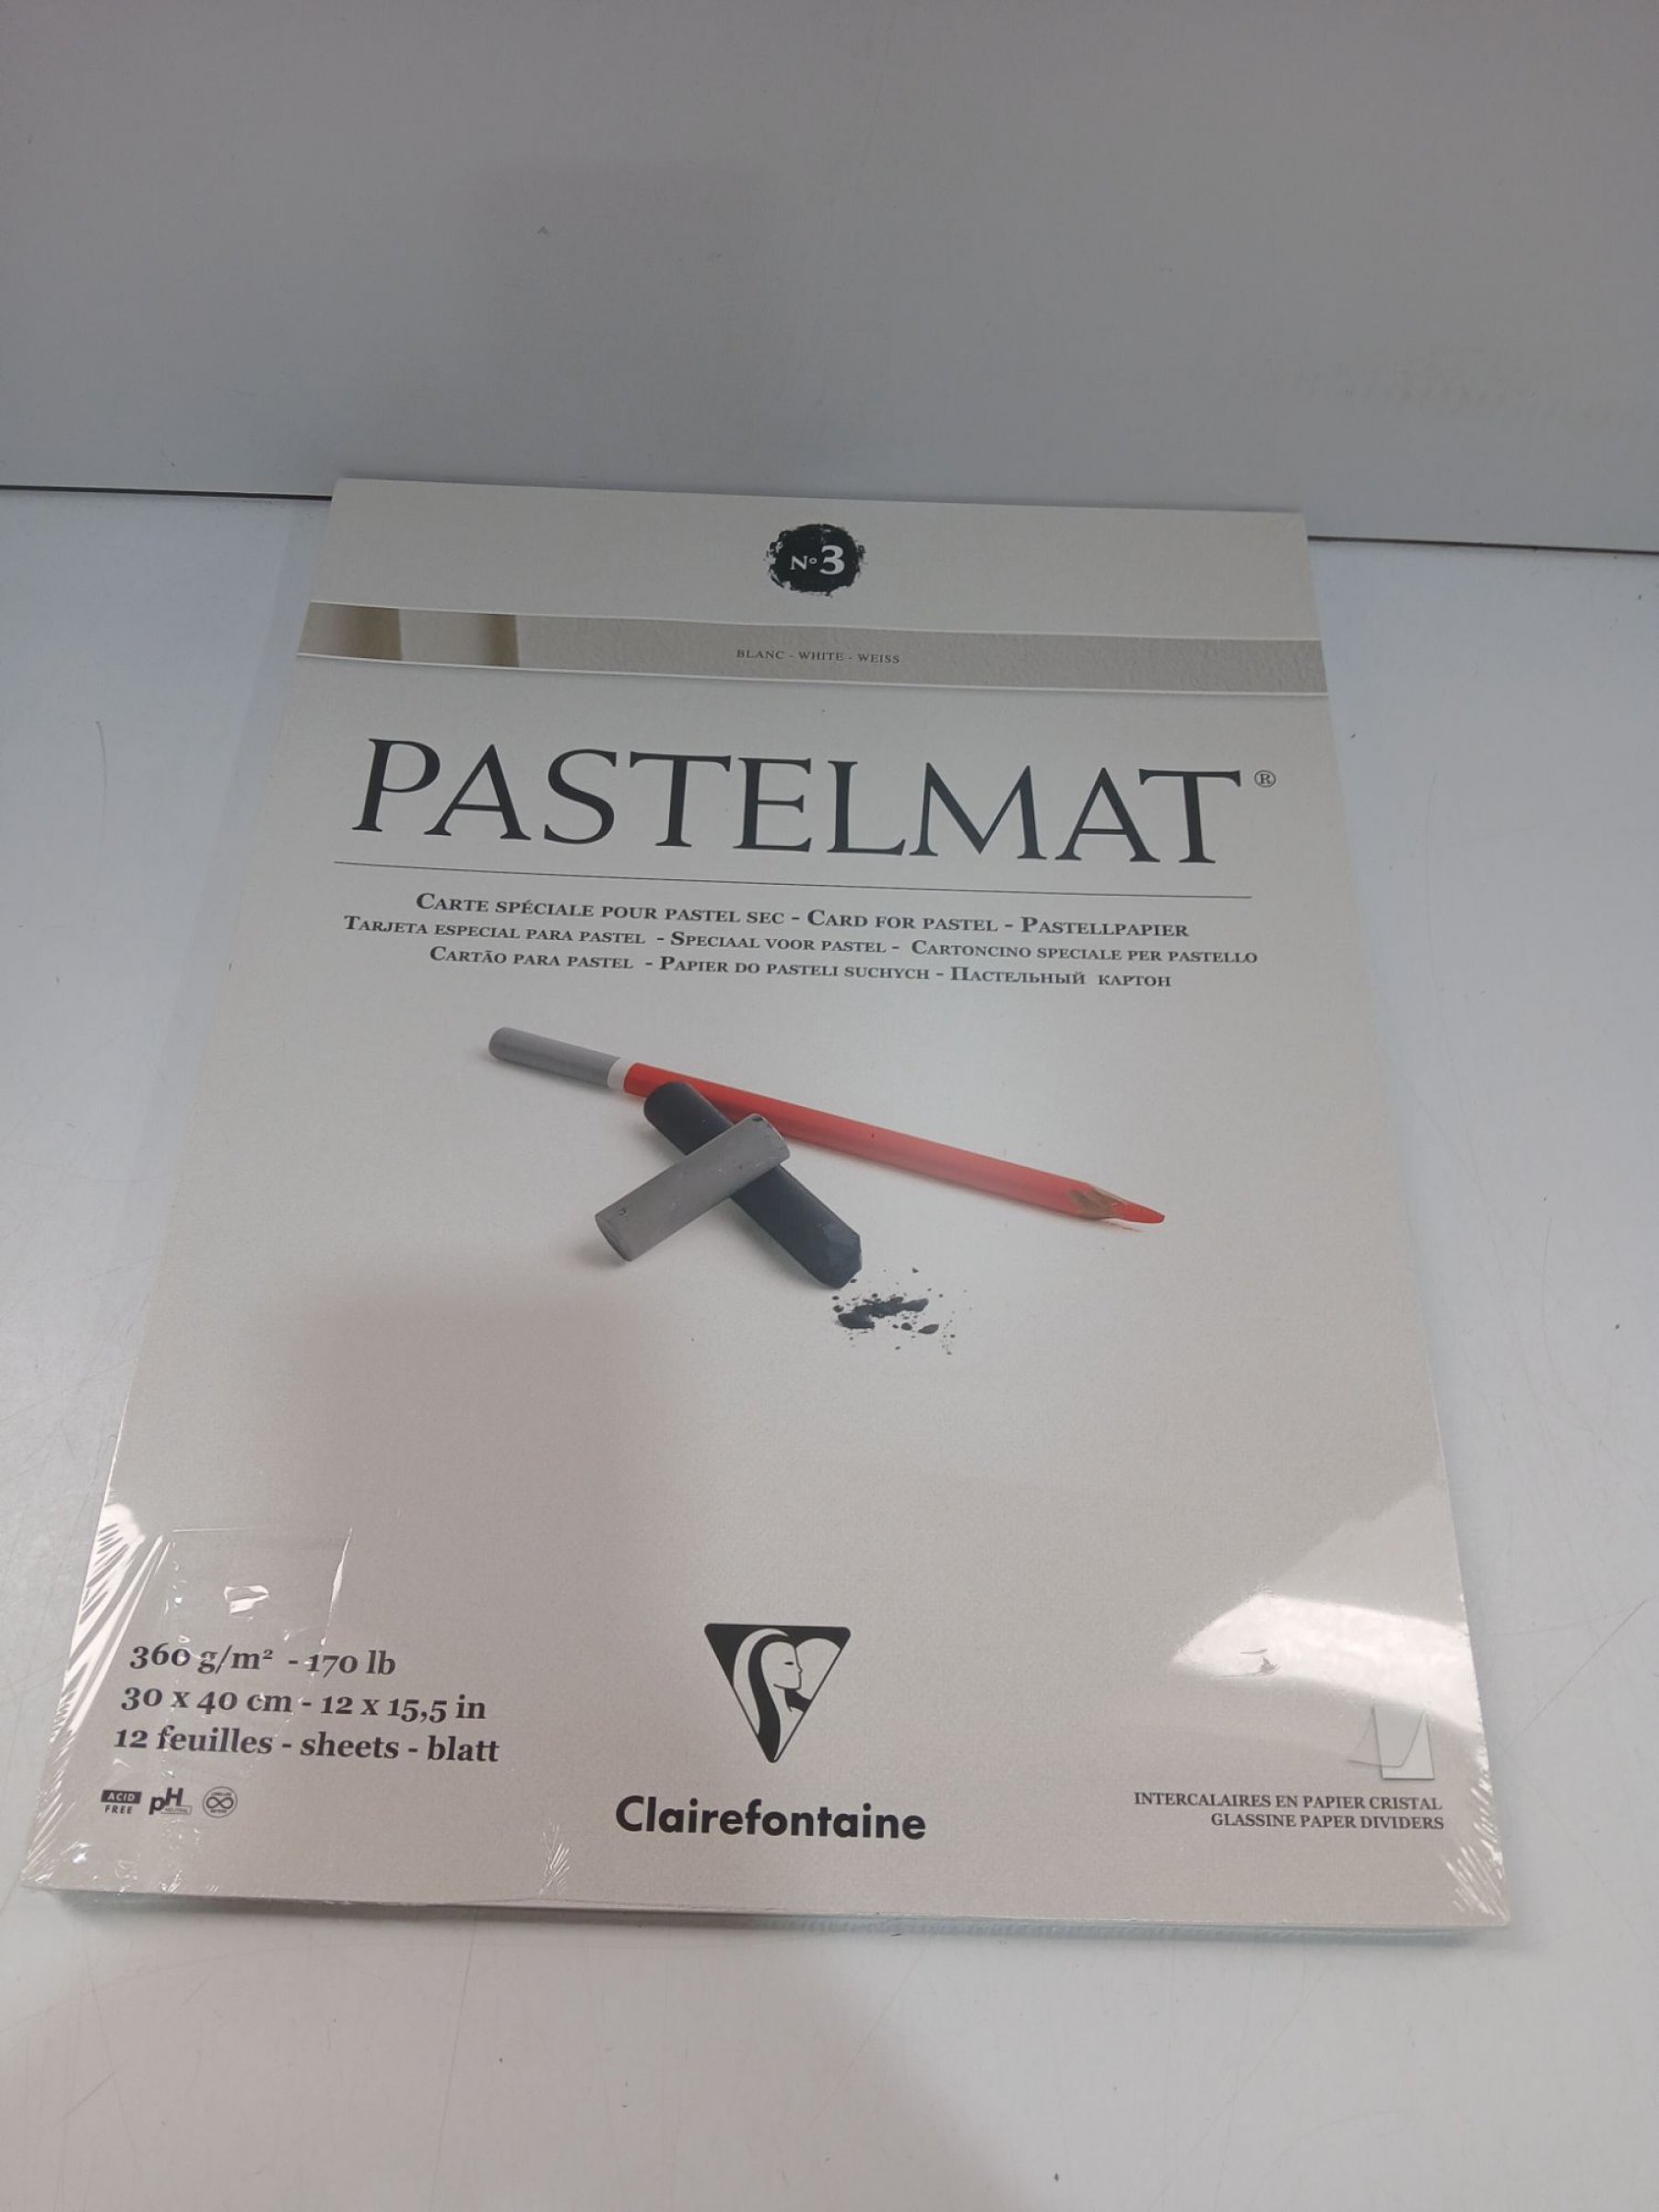 N° 3
BLANC - WHITE - WEISS
PASTELMAT®
CARTE SPÉCIALE POUR PASTEL SEC - CARD FOR PASTEL - PASTELLPAPIER
TARJETA ESPECIAL PARA PASTEL - SPECIAAL VOOR PASTEL - CARTONCINO SPECIALE PER PASTELLO
CARTÃO PARA PASTEL - PAPIER DO PASTELI SUCHYCH - ПАСТЕЛЬНЫЙ КАРТОН
360 g/m² - 170 lb
30 x 40 cm - 12 x 15,5 in
12 feuilles - sheets - blatt
ACID
FREE
pH
Clairefontaine
INTERCALAIRES EN PAPIER CRISTAL
GLASSINE PAPER DIVIDERS